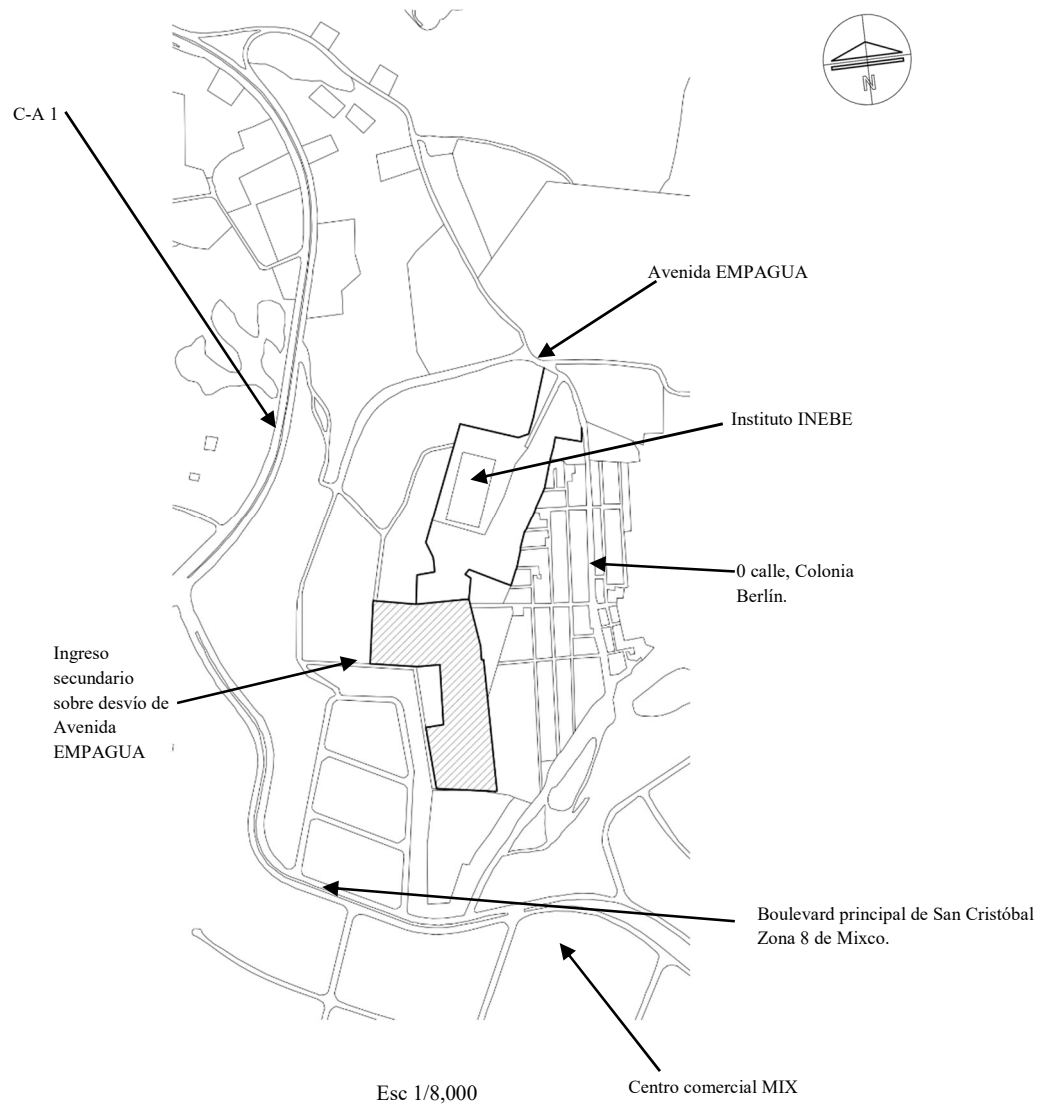 N
C-A 1
Avenida EMPAGUA
Instituto INEBE
0 calle, Colonia
Berlín.
Ingreso
secundario
sobre desvío de
Avenida
EMPAGUA
Boulevard principal de San Cristóbal
Zona 8 de Mixco.
Centro comercial MIX
Esc 1/8,000